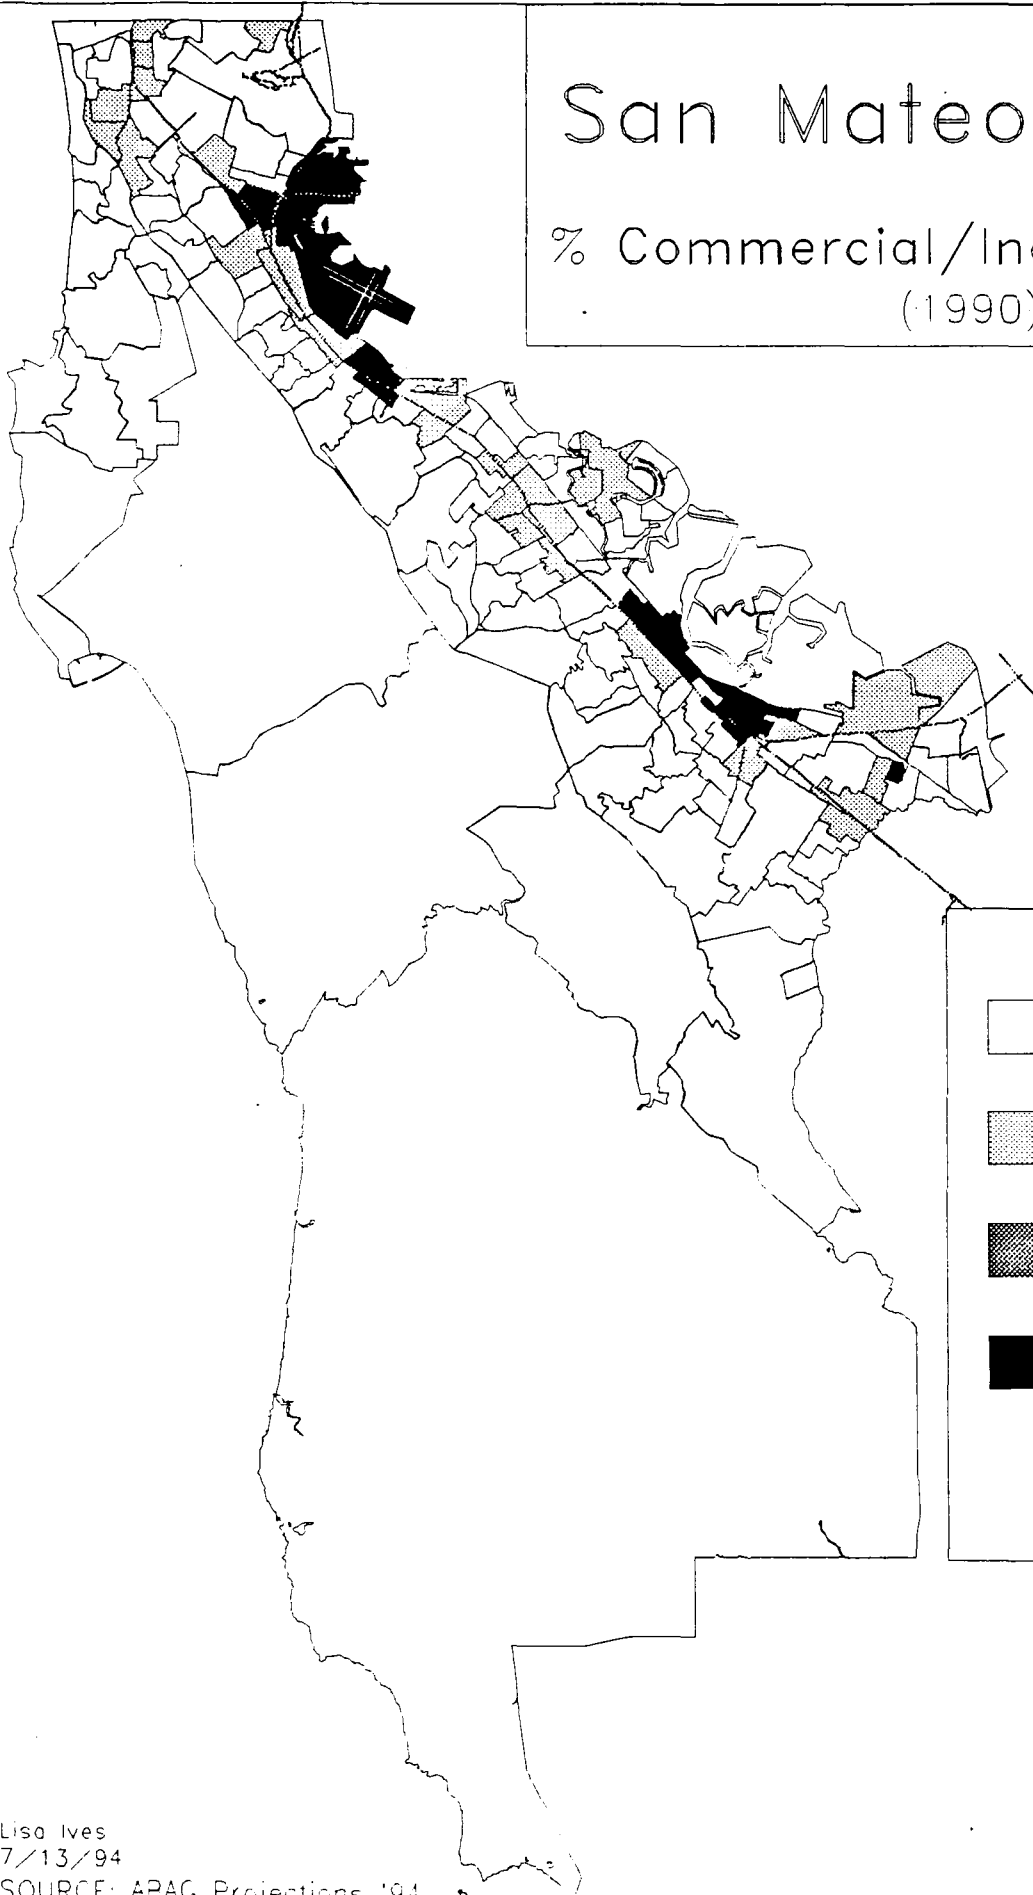 San Mateo
% Commercial/In
(1990)
Lisa Ives
7/13/94
SOURCE: ABAG Projections '94